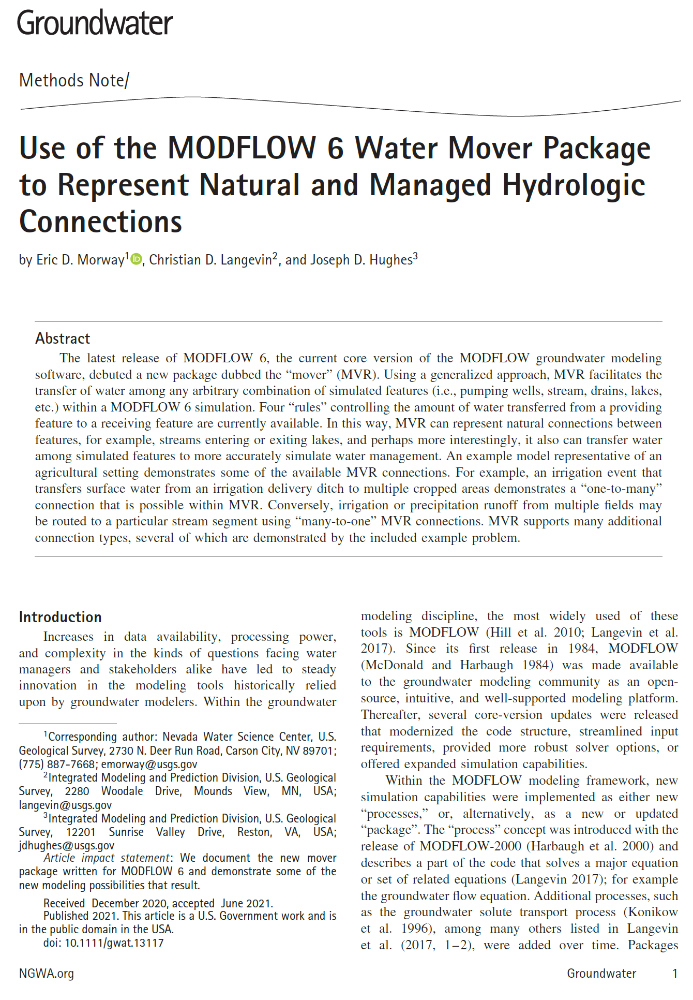 Groundwater
Methods Note/
Use of the MODFLOW 6 Water Mover Package
to Represent Natural and Managed Hydrologic
Connections
by Eric D. Morway1 iD, Christian D. Langevin2, and Joseph D. Hughes3
Abstract
The latest release of MODFLOW 6, the current core version of the MODFLOW groundwater modeling
software, debuted a new package dubbed the “mover” (MVR). Using a generalized approach, MVR facilitates the
transfer of water among any arbitrary combination of simulated features (i.e., pumping wells, stream, drains, lakes,
etc.) within a MODFLOW 6 simulation. Four “rules” controlling the amount of water transferred from a providing
feature to a receiving feature are currently available. In this way, MVR can represent natural connections between
features, for example, streams entering or exiting lakes, and perhaps more interestingly, it also can transfer water
among simulated features to more accurately simulate water management. An example model representative of an
agricultural setting demonstrates some of the available MVR connections. For example, an irrigation event that
transfers surface water from an irrigation delivery ditch to multiple cropped areas demonstrates a “one-to-many”
connection that is possible within MVR. Conversely, irrigation or precipitation runoff from multiple fields may
be routed to a particular stream segment using “many-to-one” MVR connections. MVR supports many additional
connection types, several of which are demonstrated by the included example problem.
Introduction
Increases in data availability, processing power,
and complexity in the kinds of questions facing water
managers and stakeholders alike have led to steady
innovation in the modeling tools historically relied
upon by groundwater modelers. Within the groundwater
1Corresponding author: Nevada Water Science Center, U.S.
Geological Survey, 2730 N. Deer Run Road, Carson City, NV 89701;
(775) 887-7668; emorway@usgs.gov
2Integrated Modeling and Prediction Division, U.S. Geological
Survey, 2280 Woodale Drive, Mounds View, MN, USA;
langevin@usgs.gov
3Integrated Modeling and Prediction Division, U.S. Geological
Survey, 12201 Sunrise Valley Drive, Reston, VA, USA;
jdhughes@usgs.gov
Article impact statement: We document the new mover
package written for MODFLOW 6 and demonstrate some of the
new modeling possibilities that result.
Received December 2020, accepted June 2021.
Published 2021. This article is a U.S. Government work and is
in the public domain in the USA.
doi: 10.1111/gwat.13117
modeling discipline, the most widely used of these
tools is MODFLOW (Hill et al. 2010; Langevin et al.
2017). Since its first release in 1984, MODFLOW
(McDonald and Harbaugh 1984) was made available
to the groundwater modeling community as an open-
source, intuitive, and well-supported modeling platform.
Thereafter, several core-version updates were released
that modernized the code structure, streamlined input
requirements, provided more robust solver options, or
offered expanded simulation capabilities.
Within the MODFLOW modeling framework, new
simulation capabilities were implemented as either new
“processes,” or, alternatively, as a new or updated
“package”. The “process” concept was introduced with the
release of MODFLOW-2000 (Harbaugh et al. 2000) and
describes a part of the code that solves a major equation
or set of related equations (Langevin 2017); for example
the groundwater flow equation. Additional processes, such
as the groundwater solute transport process (Konikow
et al. 1996), among many others listed in Langevin
et al. (2017, 1–2), were added over time. Packages
NGWA.org
Groundwater 1